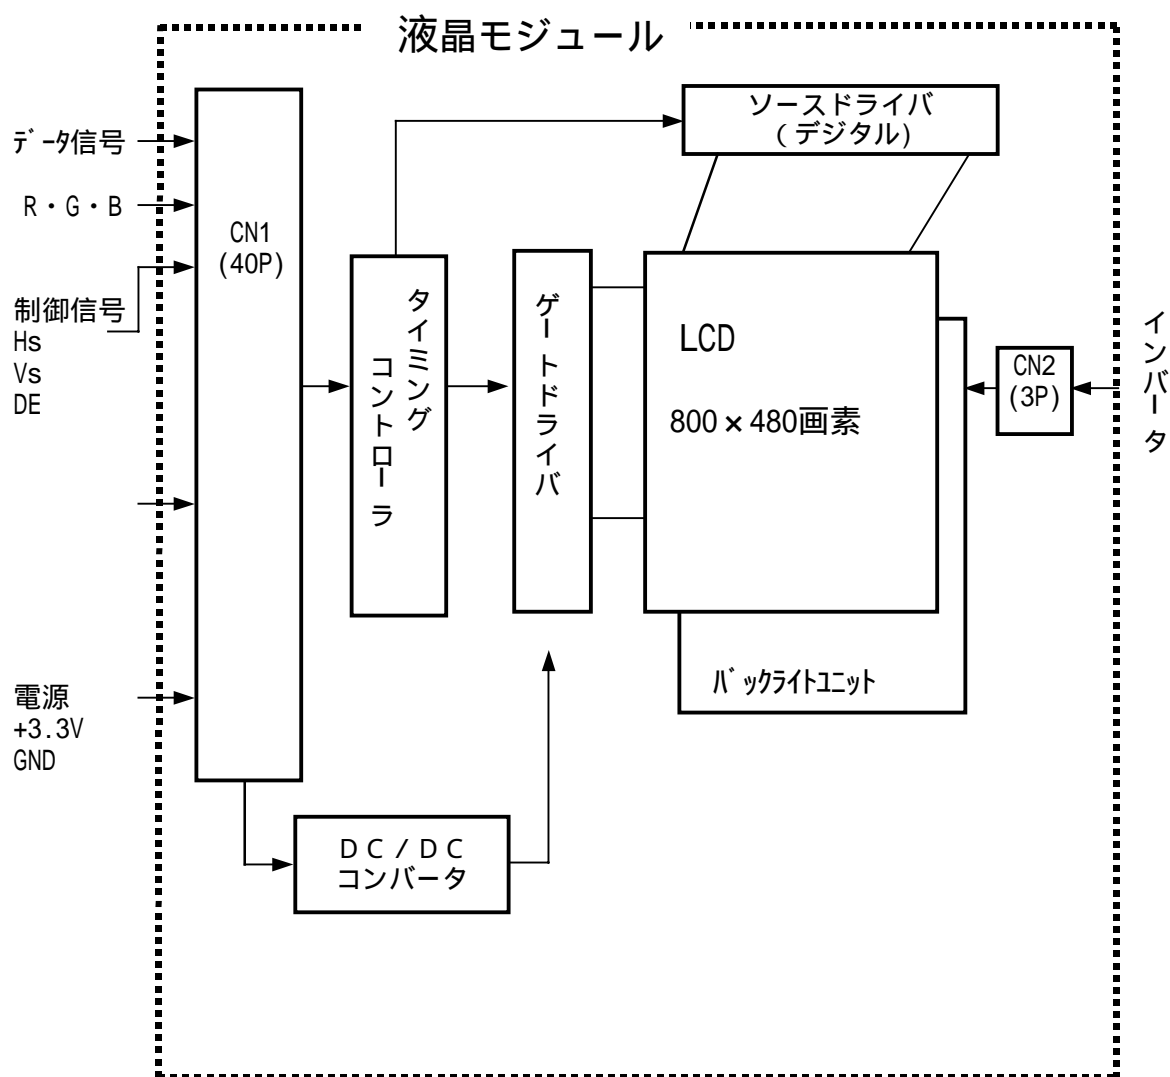 液晶モジュール
ソースドライバ
(デジタル)
ﾃﾞｰﾀ信号
R・G・B
CN1
(40P)
制御信号
Hs
Vs
DE
タイミング
コントローラ
ゲートドライバ
LCD
800×480画素
CN2
(3P)
インバータ
ﾊﾞｯｸﾗｲﾄﾕﾆｯﾄ
電源
+3.3V
GND
ＤＣ／ＤＣ
コンバータ